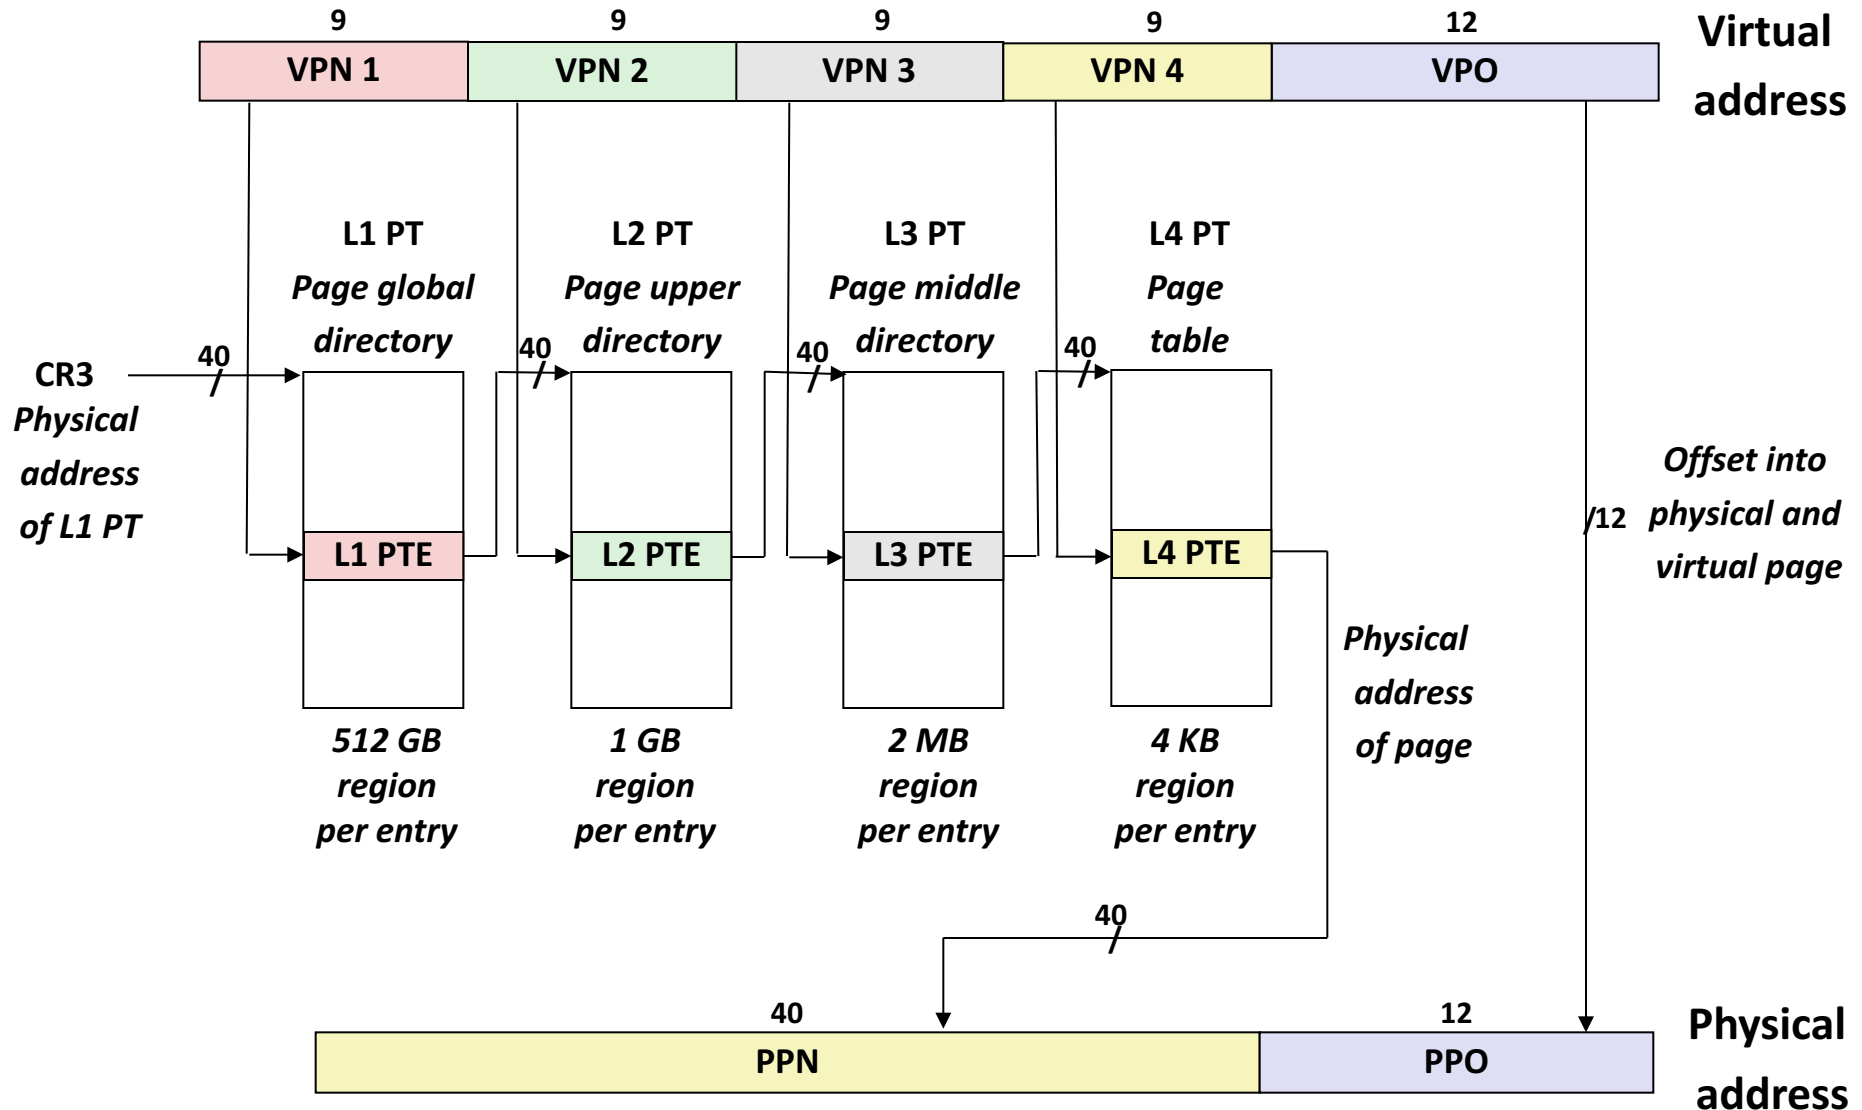 9 9 9 9 12
VPN 1 VPN 2 VPN 3 VPN 4 VPO
Virtual
address
L1 PT
Page global
directory
L2 PT
Page upper
directory
L3 PT
Page middle
directory
L4 PT
Page
table
40 40 40 40
CR3
Physical
address
of L1 PT
L1 PTE L2 PTE L3 PTE L4 PTE
/12
Offset into
physical and
virtual page
Physical
address
of page
512 GB
region
per entry
1 GB
region
per entry
2 MB
region
per entry
4 KB
region
per entry
40
40 12
PPN PPO
Physical
address